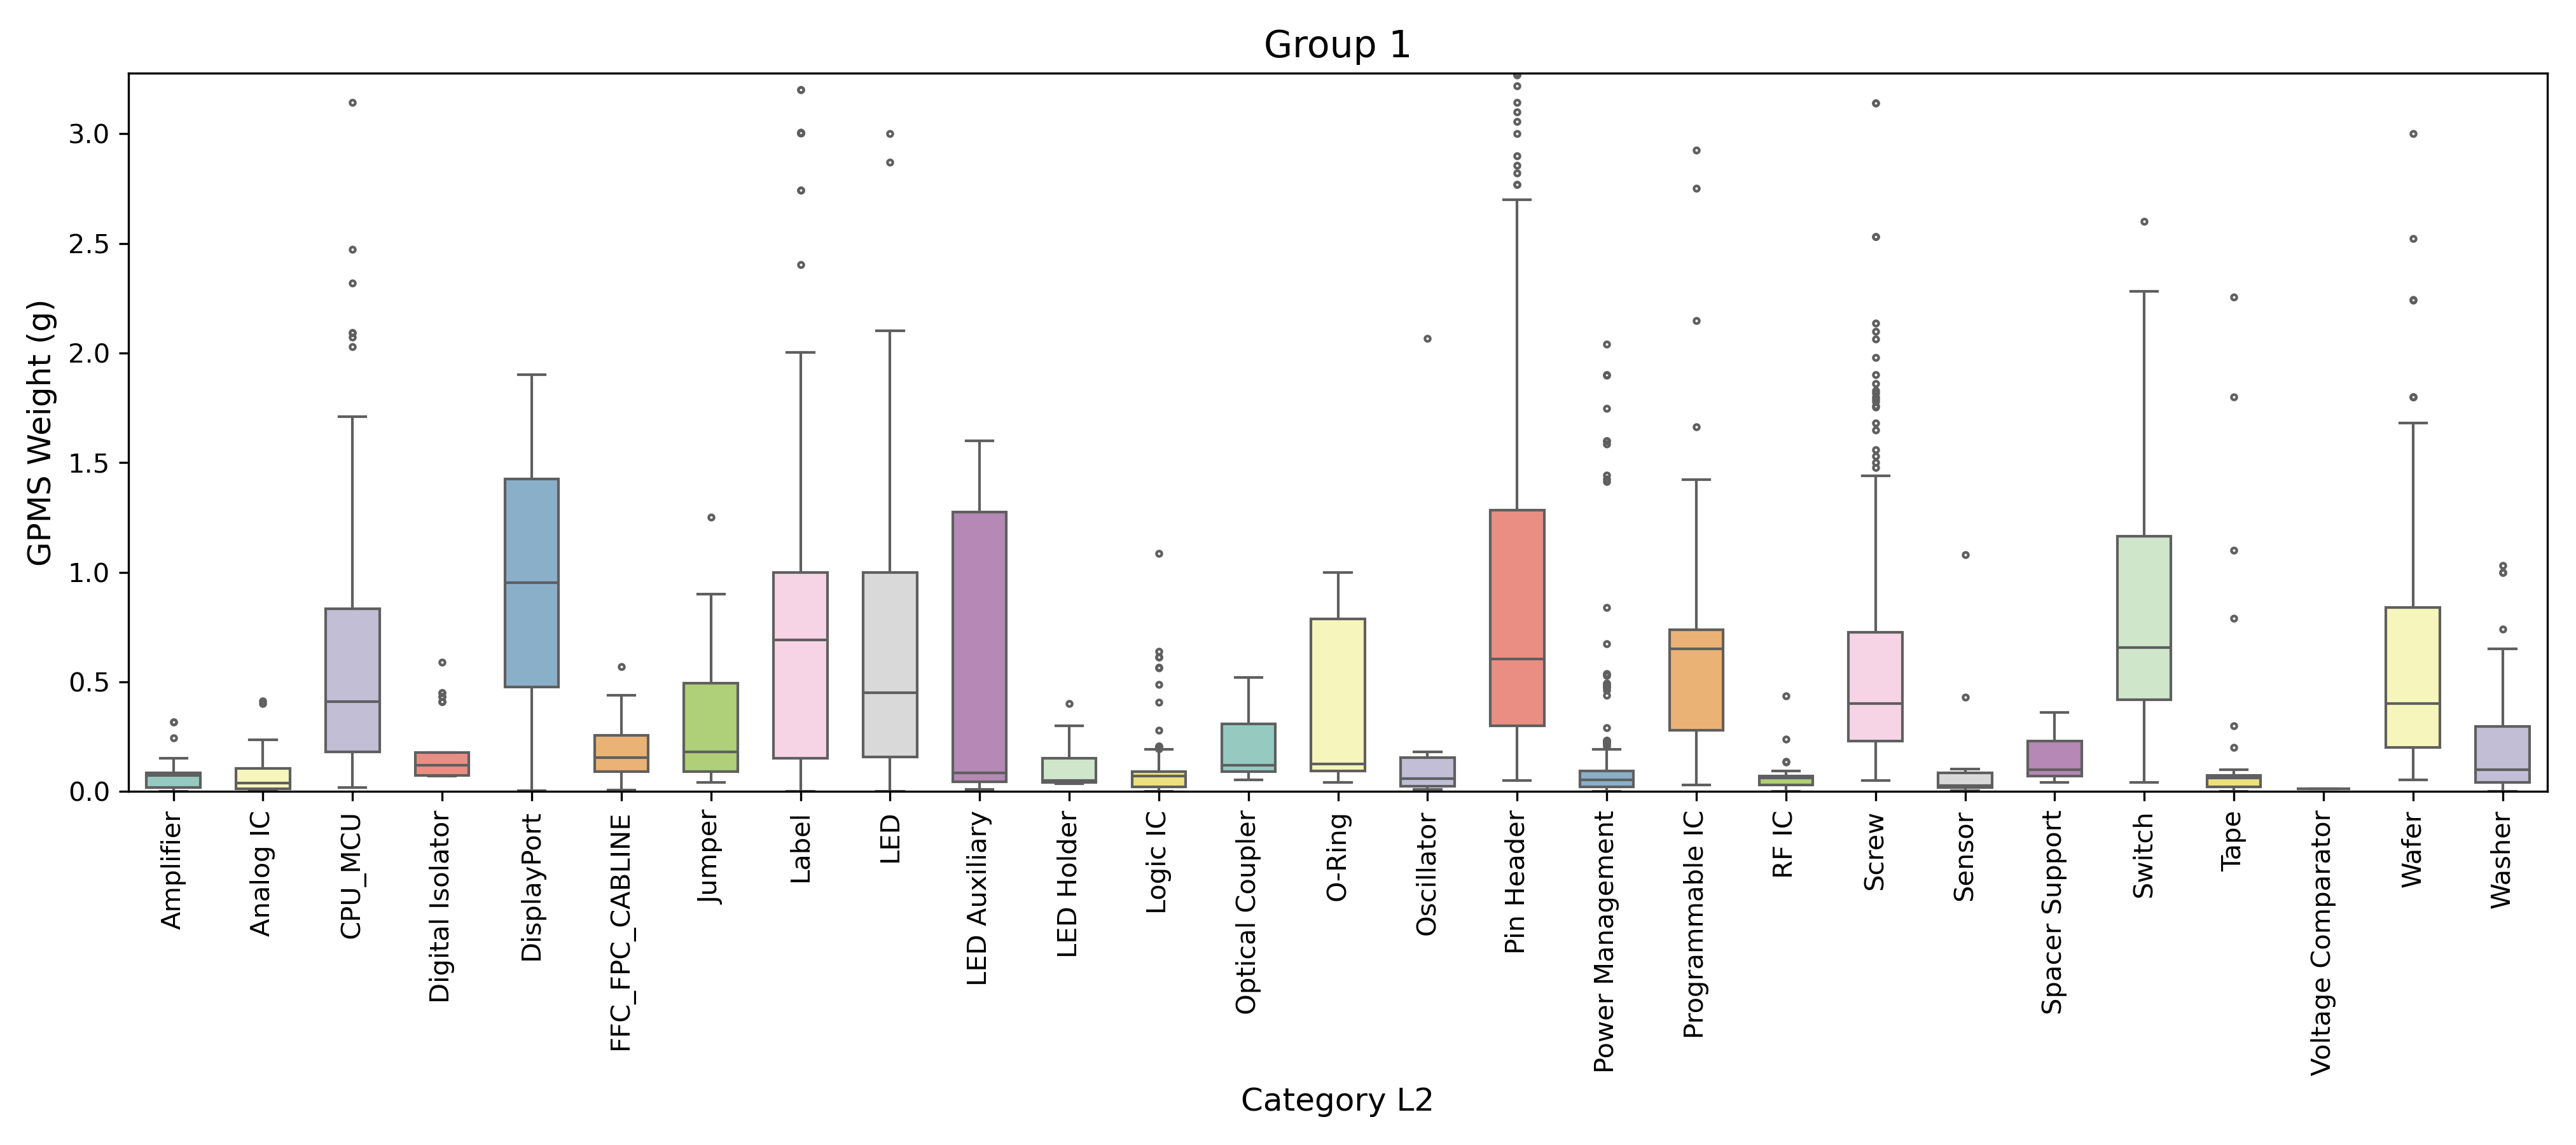 Group 1
GPMS Weight (g)
3.0
2.5
2.0
1.5
1.0
0.5
0.0
Amplifier
Analog IC
CPU_MCU
Digital Isolator
DisplayPort
FFC_FPC_CABLINE
Jumper
Label
LED
LED Auxiliary
LED Holder
Logic IC
Optical Coupler
O-Ring
Oscillator
Pin Header
Power Management
Programmable IC
RF IC
Screw
Sensor
Spacer Support
Switch
Tape
Voltage Comparator
Wafer
Washer
Category L2